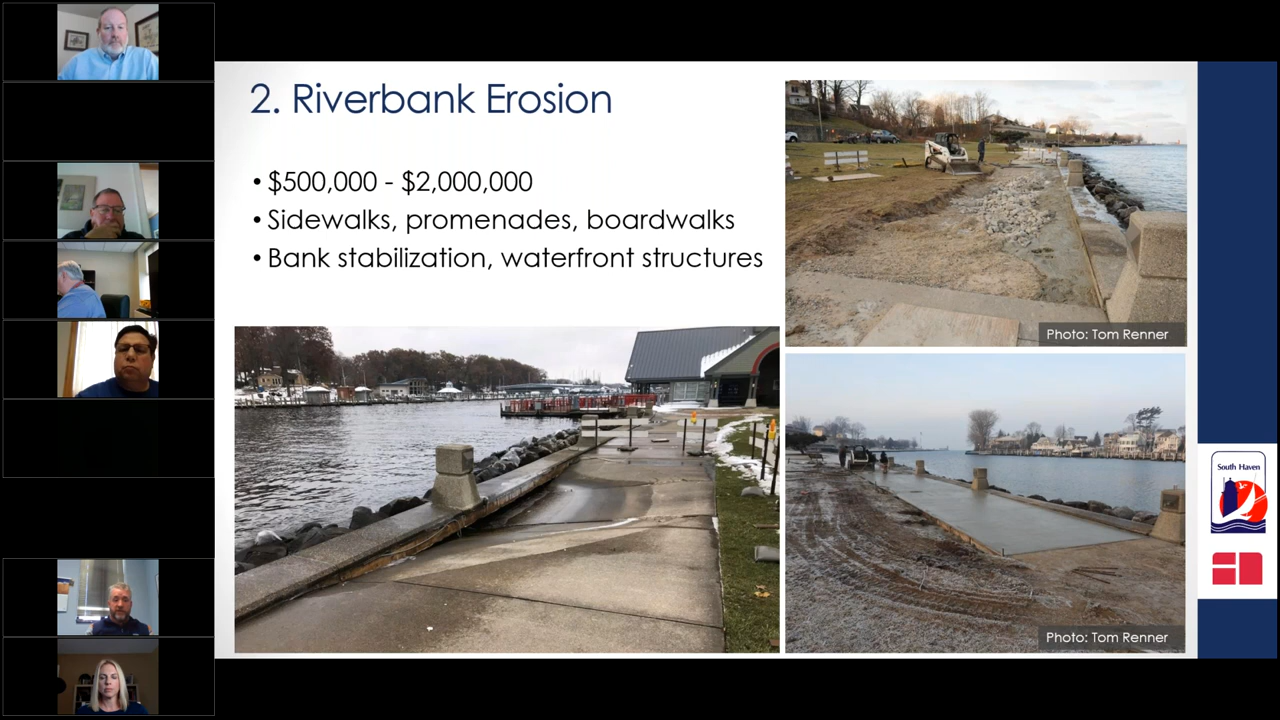 2. Riverbank Erosion
• $500,000 - $2,000,000
• Sidewalks, promenades, boardwalks
• Bank stabilization, waterfront structures
Photo: Tom Renner
Photo: Tom Renner
South Haven